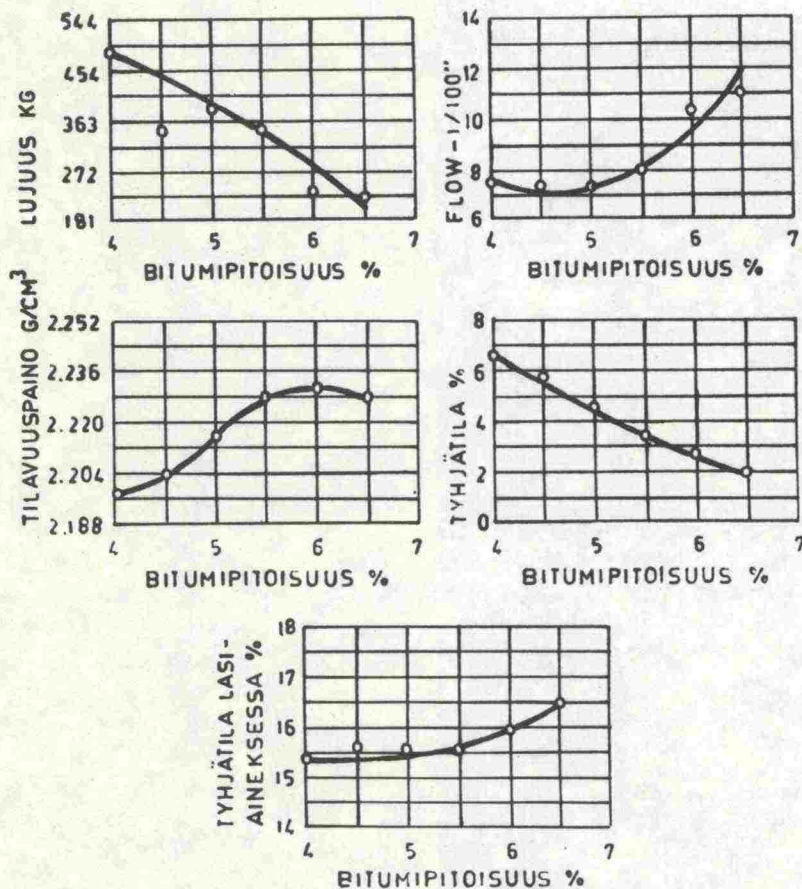 LUJUUS KG
544
454
363
272
181
4 5 6 7
BITUMIPITOISUUS %
FLOW-1/100"
12
10
8
6
4 5 6 7
BITUMIPITOISUUS %
TILAVUUSPAINO G/CM³
2.252
2.236
2.220
2.204
2.188
4 5 6 7
BITUMIPITOISUUS %
TYHJÄTILA %
8
6
4
2
0
4 5 6 7
BITUMIPITOISUUS %
TYHJÄTILA LASI-
AINEKSESSA %
18
17
16
15
14
4 5 6 7
BITUMIPITOISUUS %